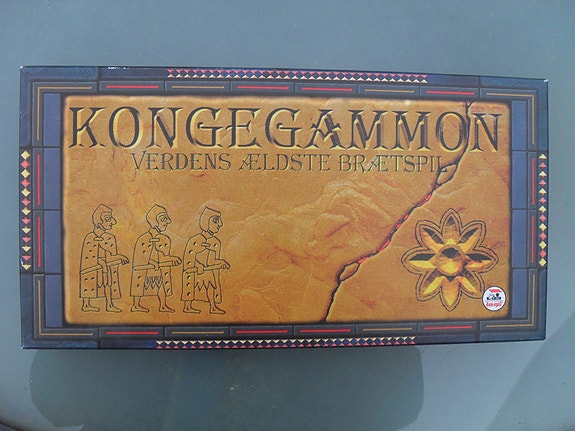 KONGEGAMMON
VERDENS ÆLDSTE BRÆTSPIL